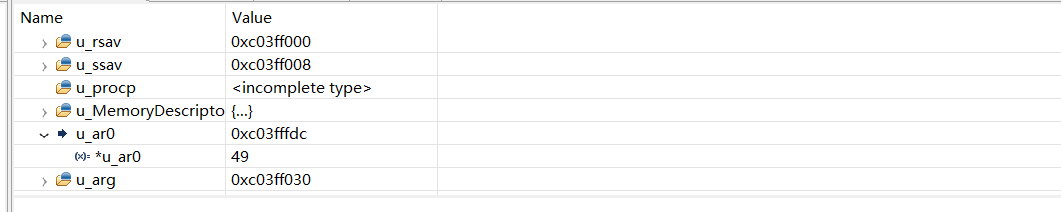 Name Value
u_rsav 0xc03ff000
u_ssav 0xc03ff008
u_procp <incomplete type>
u_MemoryDescripto {...}
u_ar0 0xc03fffdc
(x)= *u_ar0 49
u_arg 0xc03ff030